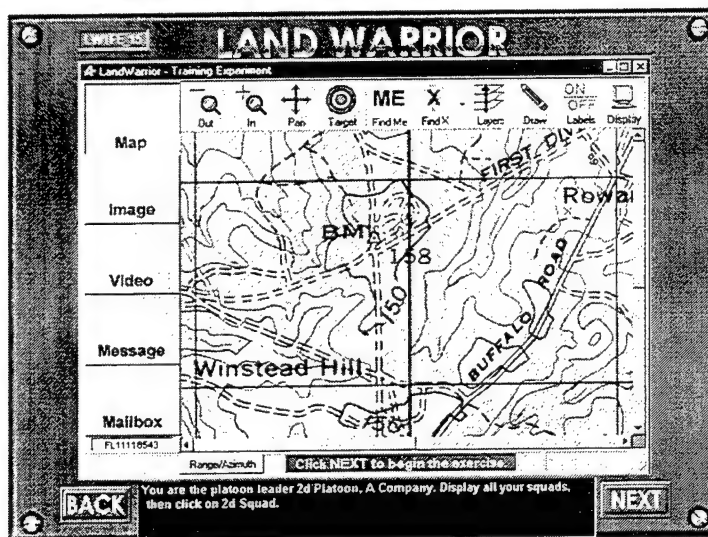 LAND WARRIOR
LandWarrior - Training Experiment
Out In Pan Target ME Find Me X Find X Layers Draw ON OFF Labels Display
Map
Image
Video
Message
Mailbox
FIRST DIV
Rowa
BM
158
150
BUFFALO ROAD
Winstead Hill
FL11118543
Range/Azimuth
Click NEXT to begin the exercise.
BACK
You are the platoon leader 2d Platoon, A Company. Display all your squads,
then click on 2d Squad.
NEXT